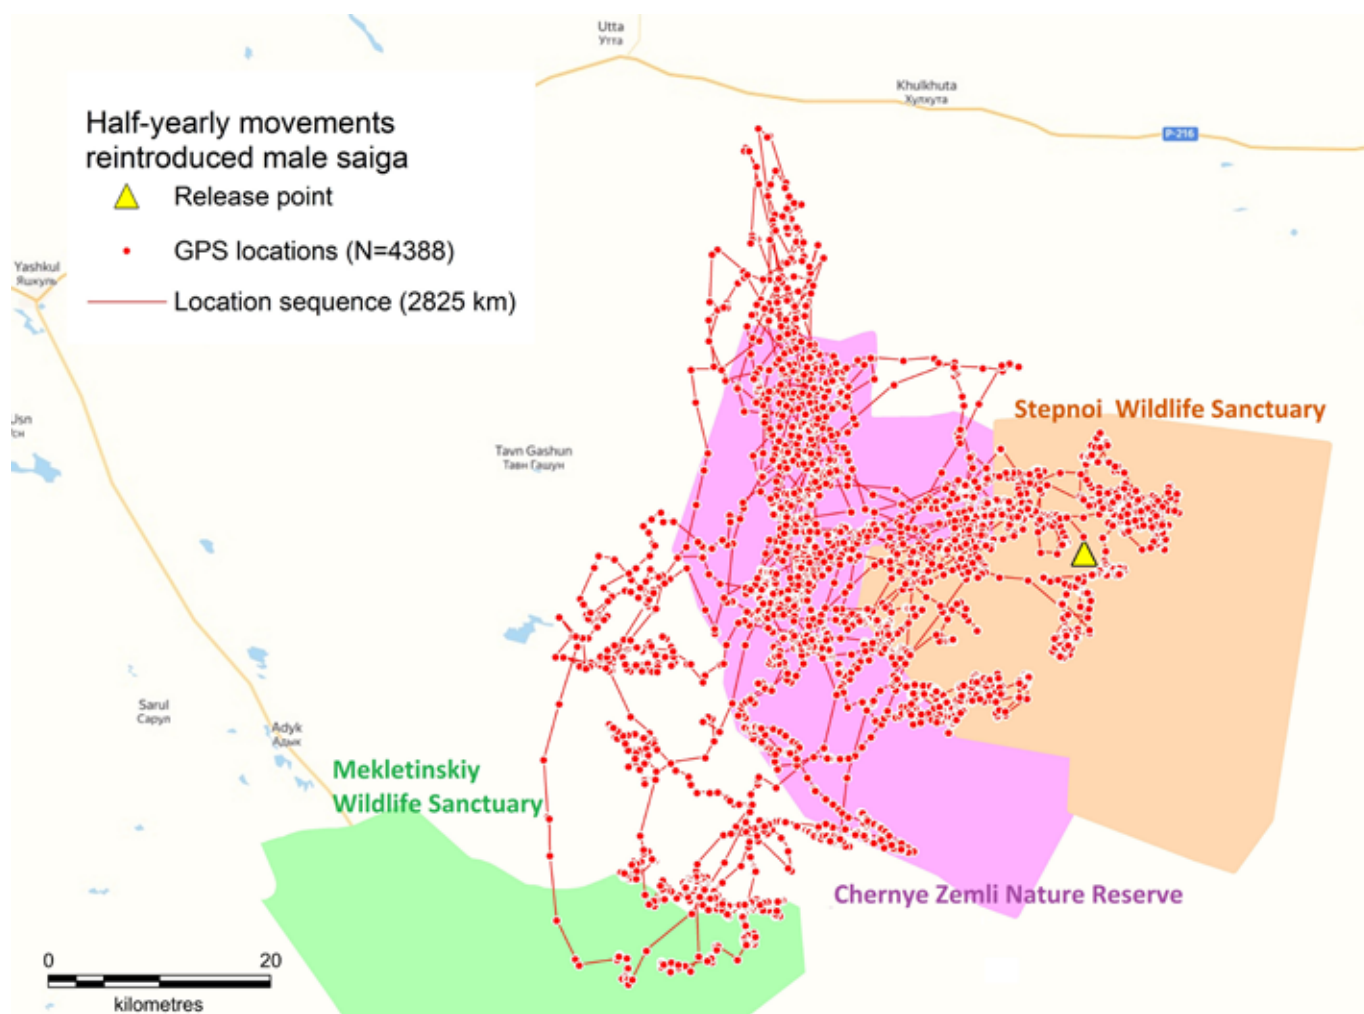 Utta
Утта
Khulkhuta
Хулхута
P-216
Half-yearly movements
reintroduced male saiga
Release point
GPS locations (N=4388)
Location sequence (2825 km)
Yashkul
Яшкуль
Usn
Stepnoi Wildlife Sanctuary
Tavn Gashun
Тавн Гашун
Sarul
Сарул
Adyk
Адык
Mekletinskiy
Wildlife Sanctuary
Chernye Zemli Nature Reserve
0 20
kilometres